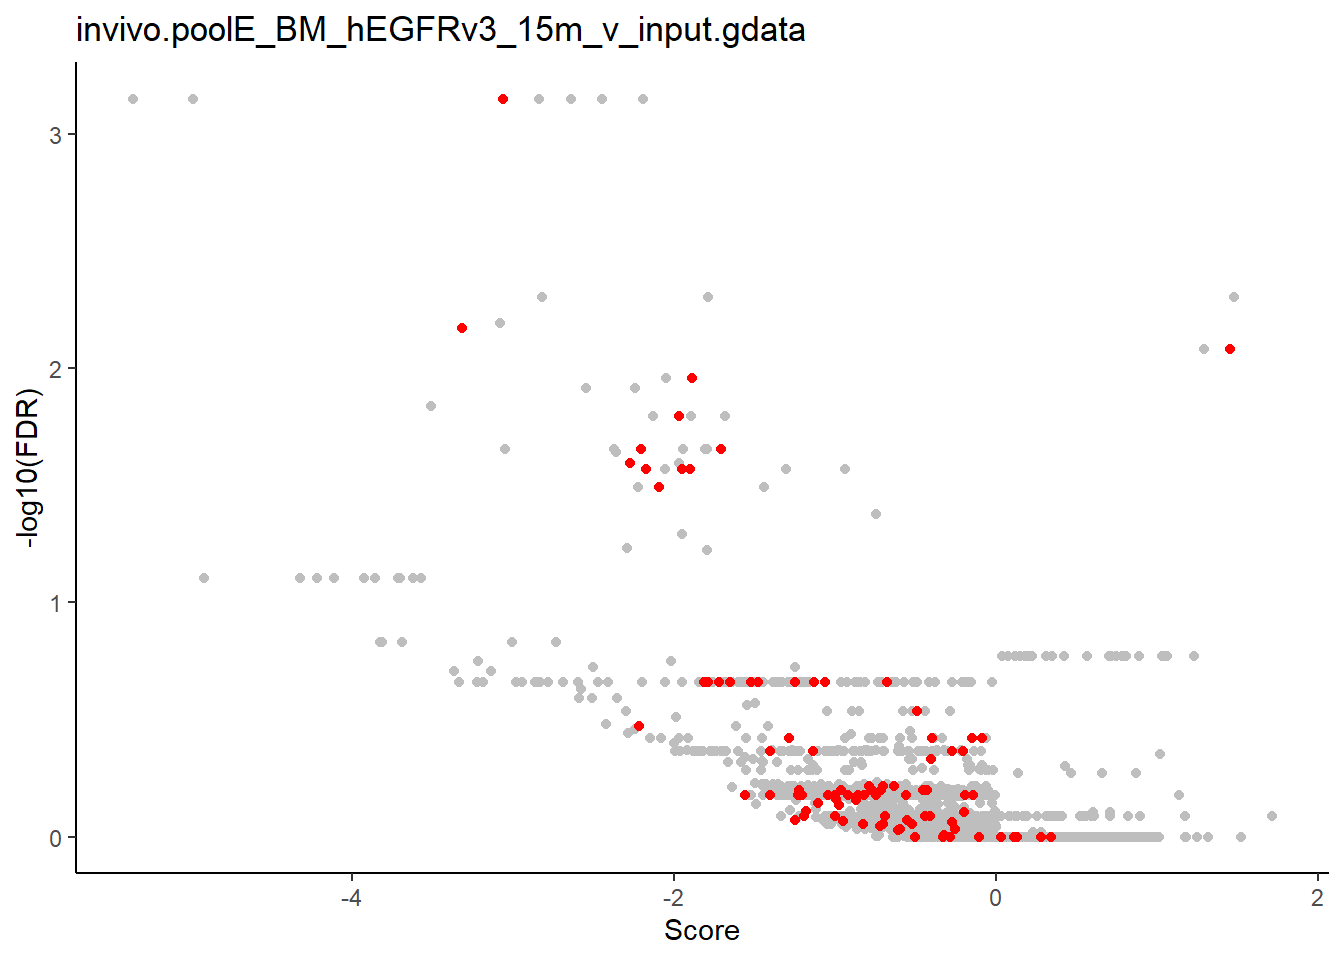 invivo.poolE_BM_hEGFRv3_15m_v_input.gdata
3
2
1
0
-log10(FDR)
-4
-2
0
2
Score